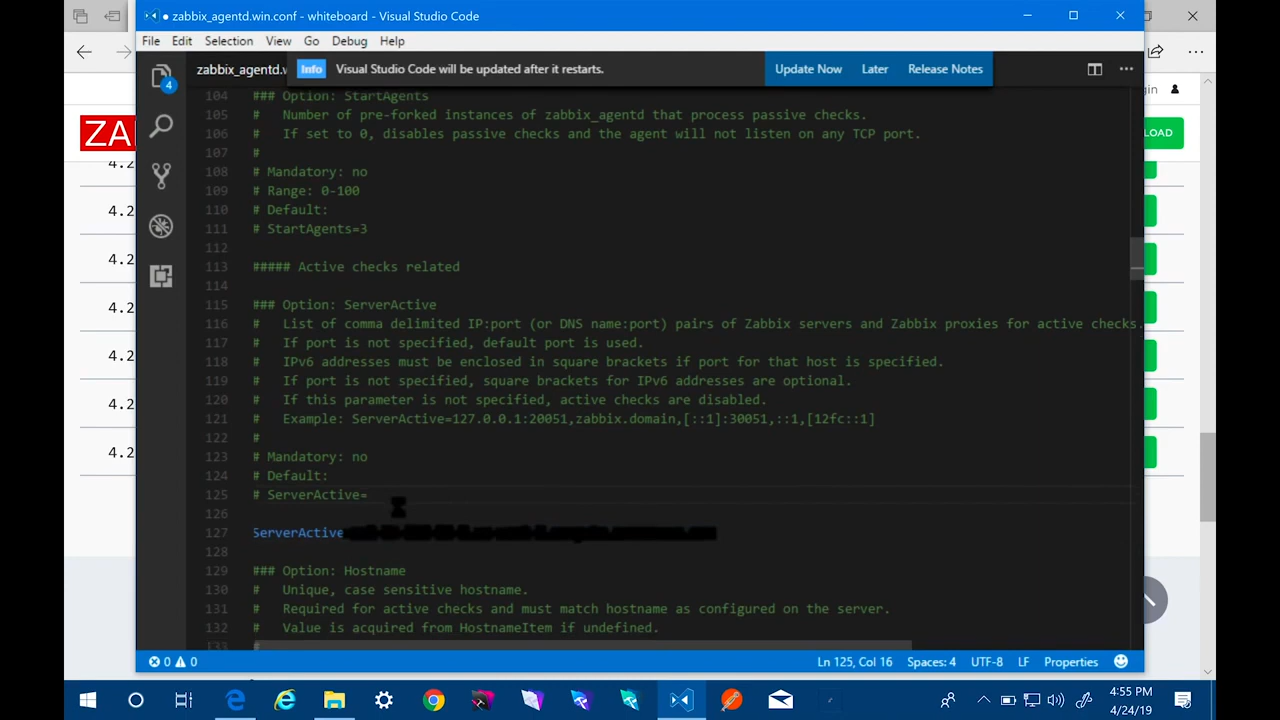 ● zabbix_agentd.win.conf - whiteboard - Visual Studio Code
File Edit Selection View Go Debug Help
zabbix_agentd.w
Info Visual Studio Code will be updated after it restarts. Update Now Later Release Notes
4
104 ### Option: StartAgents
105 # Number of pre-forked instances of zabbix_agentd that process passive checks.
106 # If set to 0, disables passive checks and the agent will not listen on any TCP port.
107 #
108 # Mandatory: no
109 # Range: 0-100
110 # Default:
111 # StartAgents=3
112
113 ##### Active checks related
114
115 ### Option: ServerActive
116 # List of comma delimited IP:port (or DNS name:port) pairs of Zabbix servers and Zabbix proxies for active checks.
117 # If port is not specified, default port is used.
118 # IPv6 addresses must be enclosed in square brackets if port for that host is specified.
119 # If port is not specified, square brackets for IPv6 addresses are optional.
120 # If this parameter is not specified, active checks are disabled.
121 # Example: ServerActive=127.0.0.1:20051,zabbix.domain,[::1]:30051,::1,[12fc::1]
122 #
123 # Mandatory: no
124 # Default:
125 # ServerActive=
126
127 ServerActive
128
129 ### Option: Hostname
130 # Unique, case sensitive hostname.
131 # Required for active checks and must match hostname as configured on the server.
132 # Value is acquired from HostnameItem if undefined.
133 #
0 0
Ln 125, Col 16 Spaces: 4 UTF-8 LF Properties
ZA
4.2
4.2
4.2
4.2
4.2
4.2
4.2
gin
LOAD
4:55 PM
4/24/19